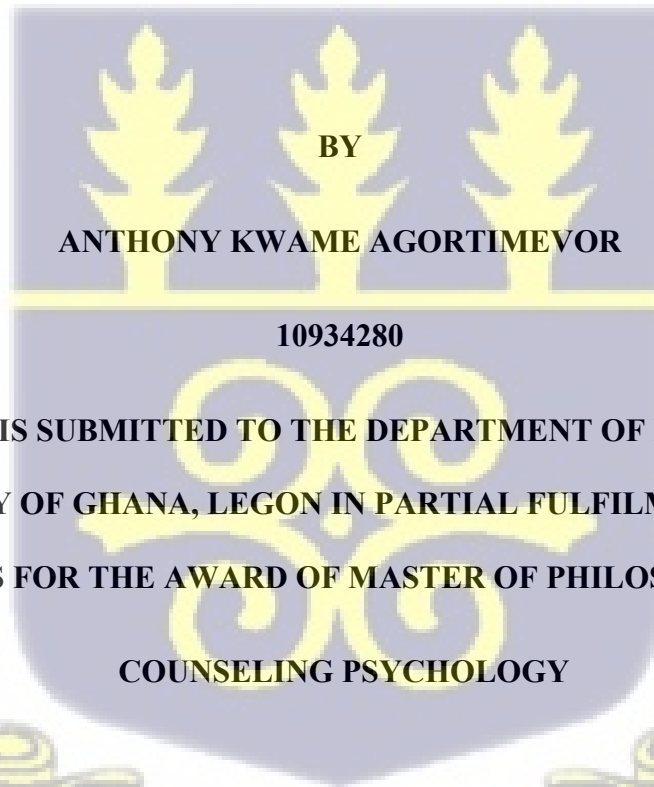 BY
ANTHONY KWAME AGORTIMEVOR
10934280
IS SUBMITTED TO THE DEPARTMENT OF
Y OF GHANA, LEGON IN PARTIAL FULFILM
S FOR THE AWARD OF MASTER OF PHILOS
COUNSELING PSYCHOLOGY